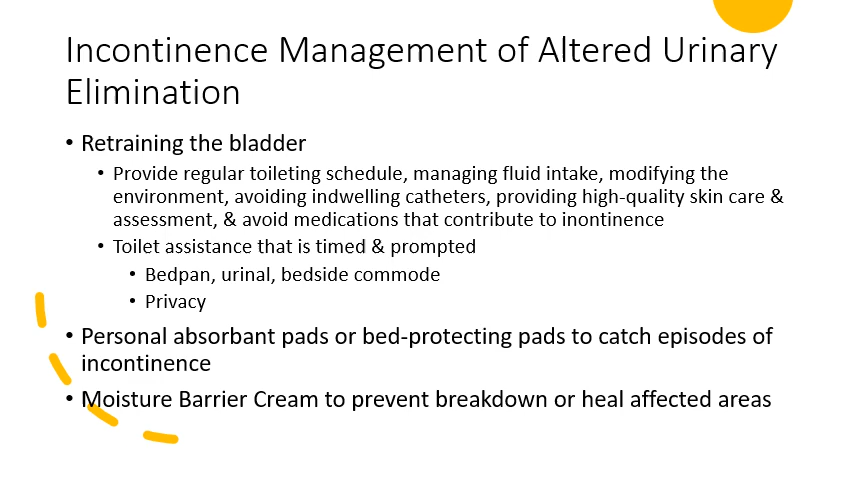 Incontinence Management of Altered Urinary
Elimination
• Retraining the bladder
• Provide regular toileting schedule, managing fluid intake, modifying the
environment, avoiding indwelling catheters, providing high-quality skin care &
assessment, & avoid medications that contribute to inontinence
• Toilet assistance that is timed & prompted
• Bedpan, urinal, bedside commode
• Privacy
• Personal absorbant pads or bed-protecting pads to catch episodes of
incontinence
• Moisture Barrier Cream to prevent breakdown or heal affected areas